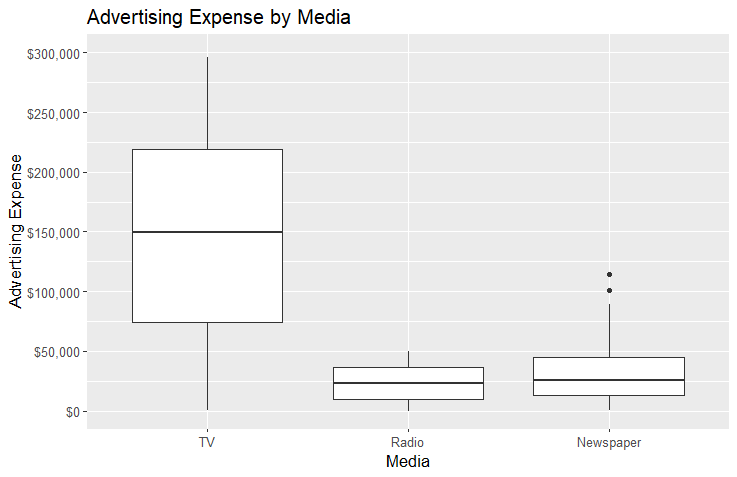 Advertising Expense by Media
Advertising Expense
$300,000
$250,000
$200,000
$150,000
$100,000
$50,000
$0
TV Radio Newspaper
Media